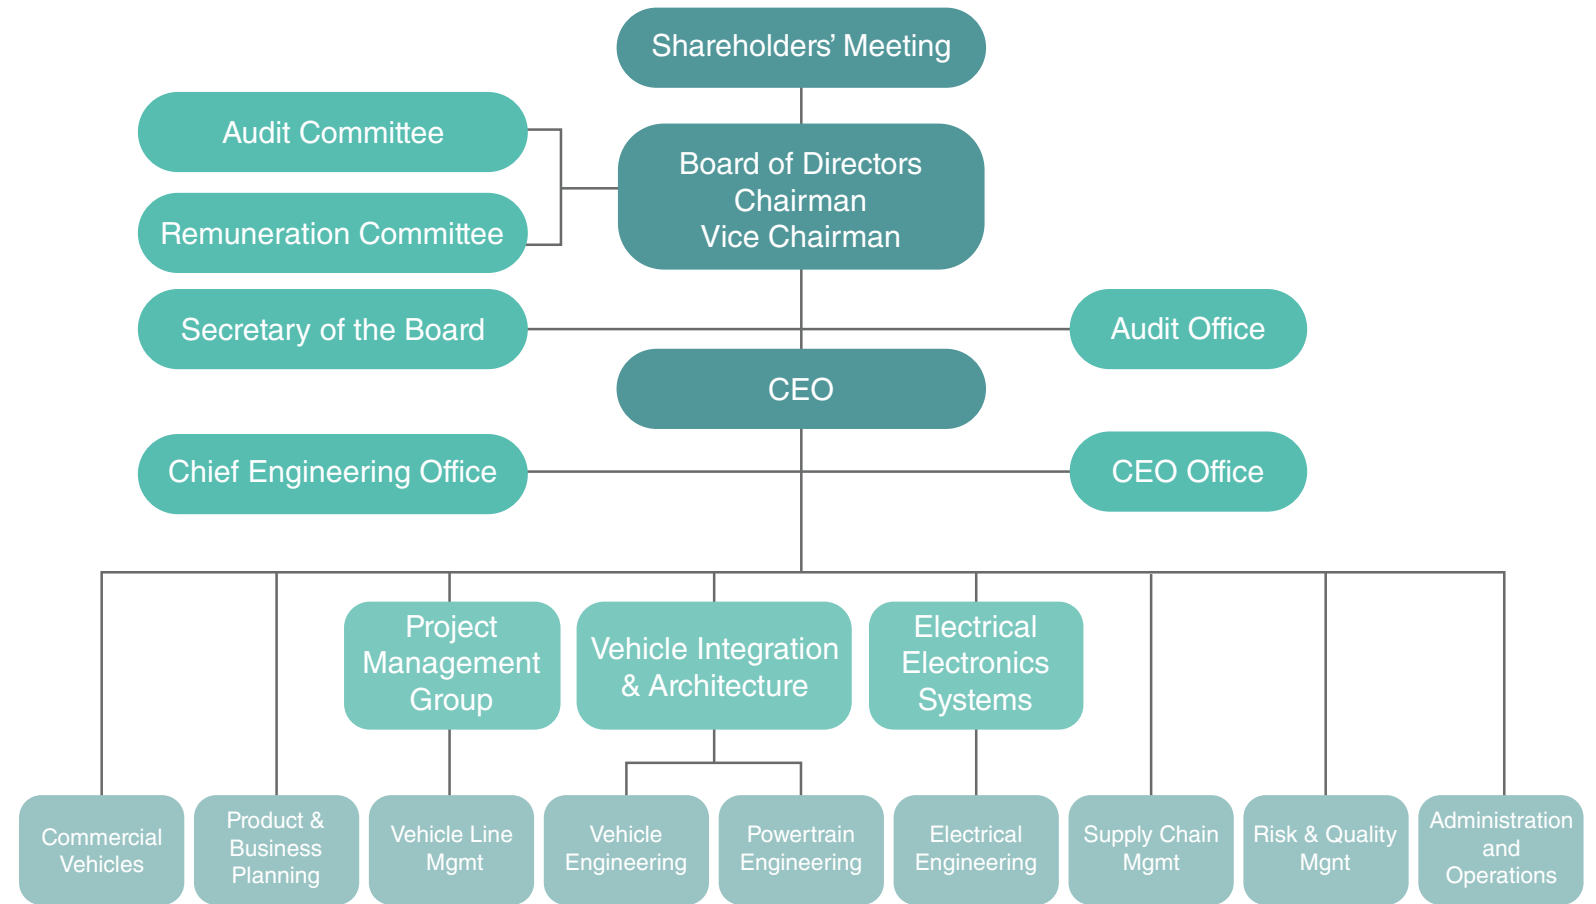 Shareholders’ Meeting
Audit Committee
Board of Directors
Chairman
Vice Chairman
Remuneration Committee
Secretary of the Board
Audit Office
CEO
Chief Engineering Office
CEO Office
Project
Management
Group
Vehicle Integration
& Architecture
Electrical
Electronics
Systems
Commercial
Vehicles
Product &
Business
Planning
Vehicle Line
Mgmt
Vehicle
Engineering
Powertrain
Engineering
Electrical
Engineering
Supply Chain
Mgmt
Risk & Quality
Mgnt
Administration
and
Operations